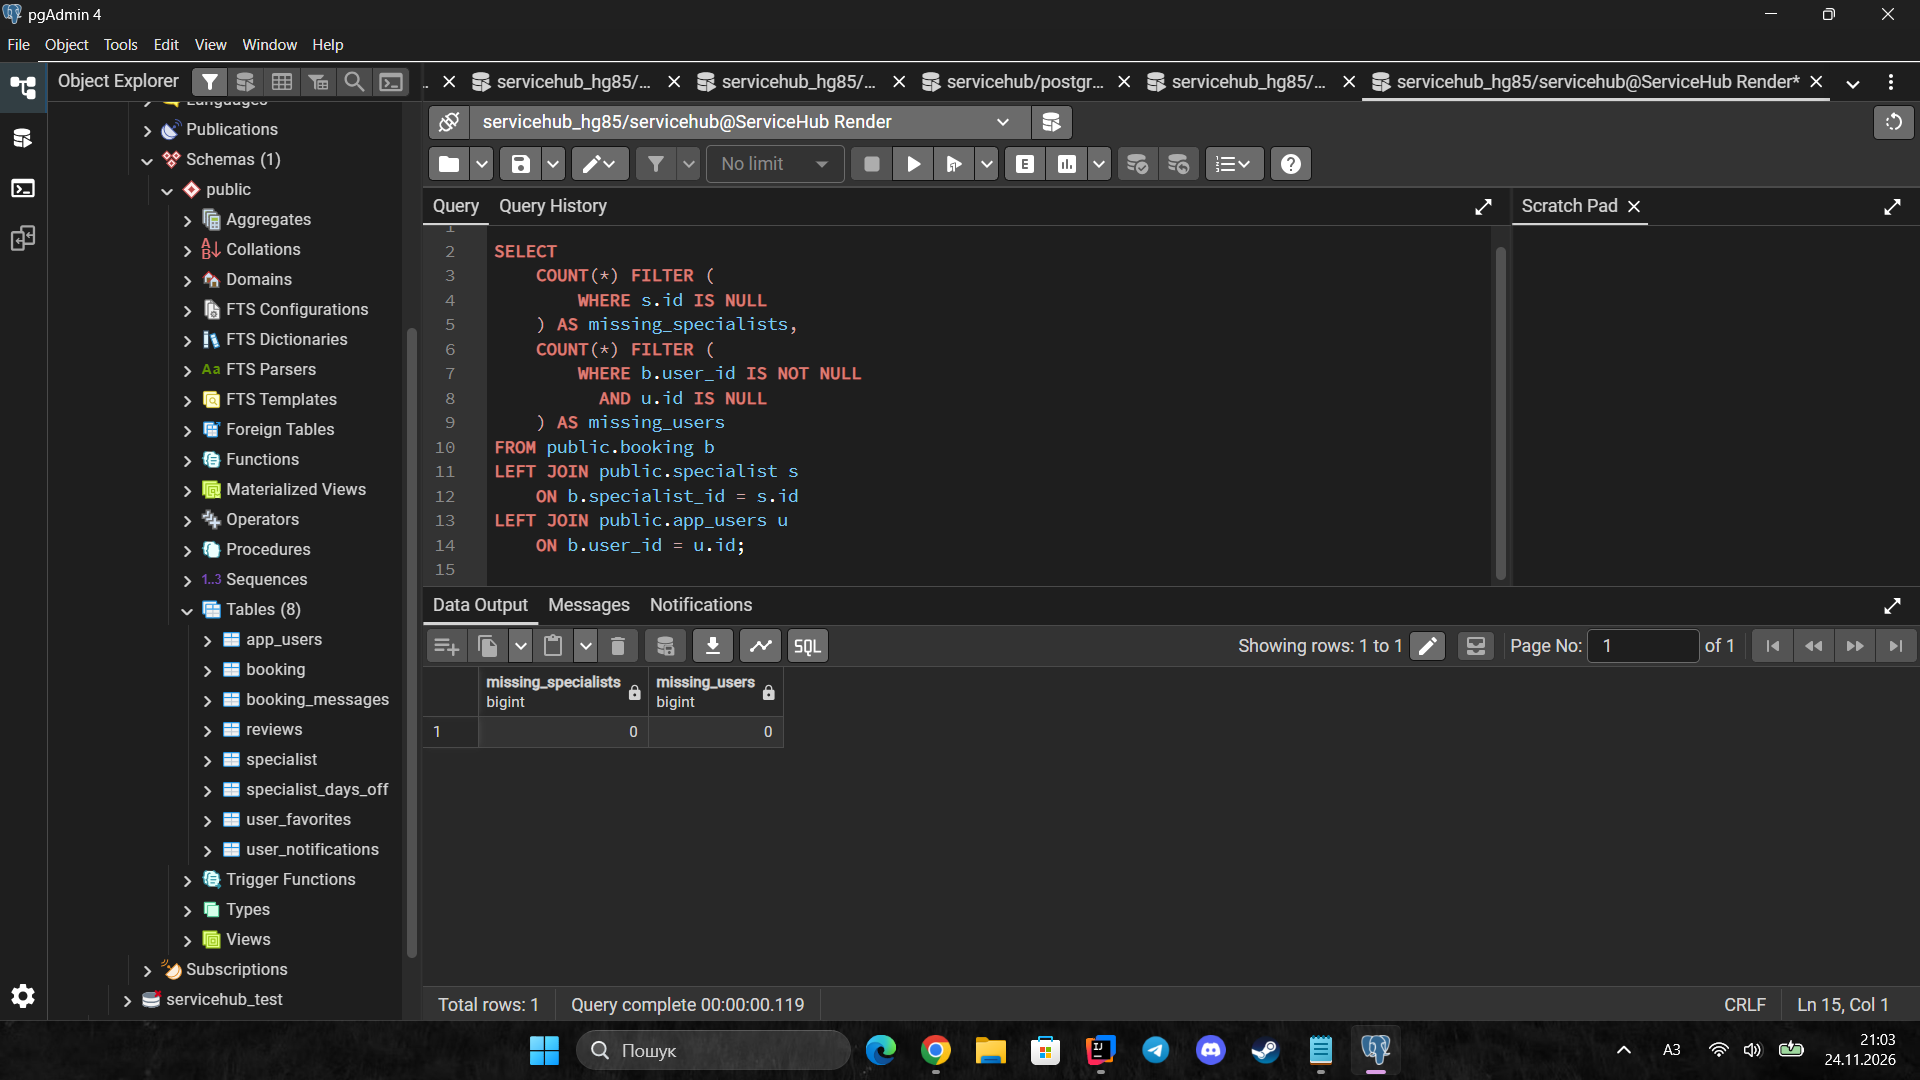 pgAdmin 4
File Object Tools Edit View Window Help
Object Explorer
servicehub_hg85/...
servicehub_hg85/...
servicehub/postgr...
servicehub_hg85/...
servicehub_hg85/servicehub@ServiceHub Render*
Languages
Publications
Schemas (1)
public
Aggregates
Collations
Domains
FTS Configurations
FTS Dictionaries
Aa FTS Parsers
FTS Templates
Foreign Tables
Functions
Materialized Views
Operators
Procedures
1..3 Sequences
Tables (8)
app_users
booking
booking_messages
reviews
specialist
specialist_days_off
user_favorites
user_notifications
Trigger Functions
Types
Views
Subscriptions
servicehub_test
servicehub_hg85/servicehub@ServiceHub Render
No limit
E
Query Query History
Scratch Pad
1
2 SELECT
3 COUNT(*) FILTER (
4 WHERE s.id IS NULL
5 ) AS missing_specialists,
6 COUNT(*) FILTER (
7 WHERE b.user_id IS NOT NULL
8 AND u.id IS NULL
9 ) AS missing_users
10 FROM public.booking b
11 LEFT JOIN public.specialist s
12 ON b.specialist_id = s.id
13 LEFT JOIN public.app_users u
14 ON b.user_id = u.id;
15
Data Output Messages Notifications
SQL
Showing rows: 1 to 1
Page No: 1 of 1
missing_specialists
bigint
missing_users
bigint
1 0 0
Total rows: 1
Query complete 00:00:00.119
CRLF
Ln 15, Col 1
Пошук
АЗ
21:03
24.11.2026